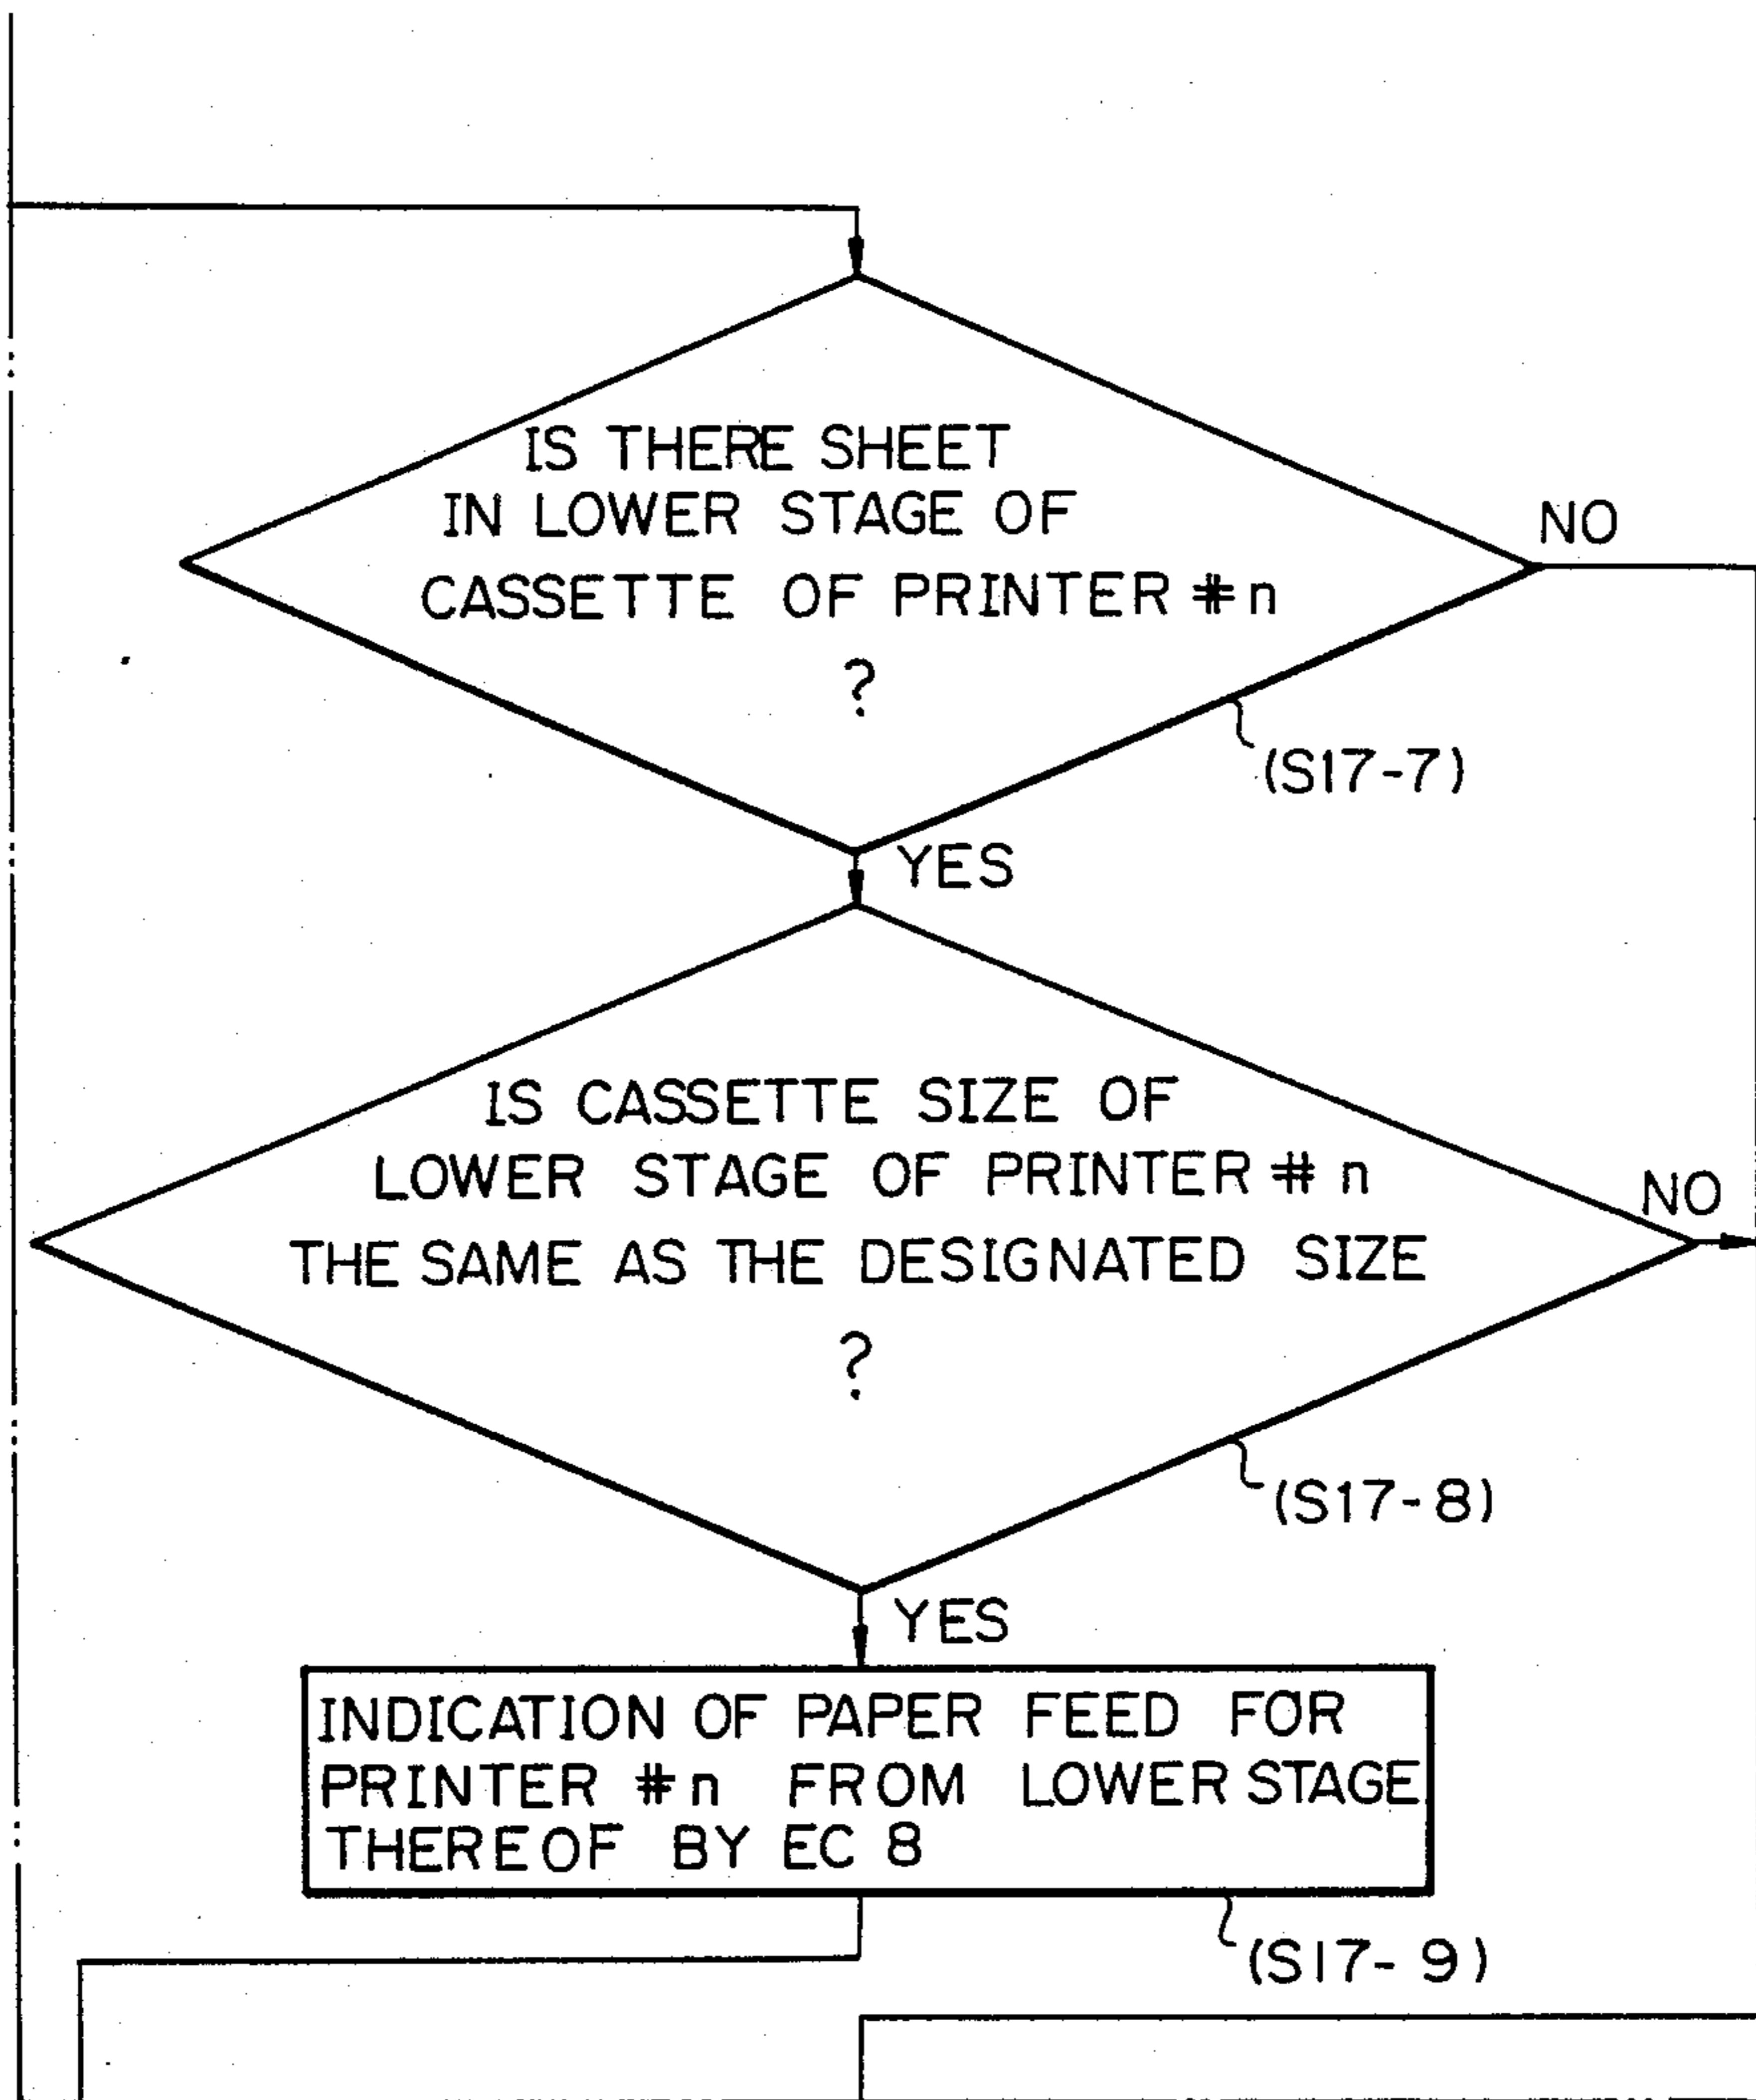 IS THERE SHEET
IN LOWER STAGE OF
CASSETTE OF PRINTER #n
?
NO
(S17-7)
YES
IS CASSETTE SIZE OF
LOWER STAGE OF PRINTER # n
THE SAME AS THE DESIGNATED SIZE
?
NO
(S17-8)
YES
INDICATION OF PAPER FEED FOR
PRINTER #n FROM LOWER STAGE
THEREOF BY EC 8
(S17-9)